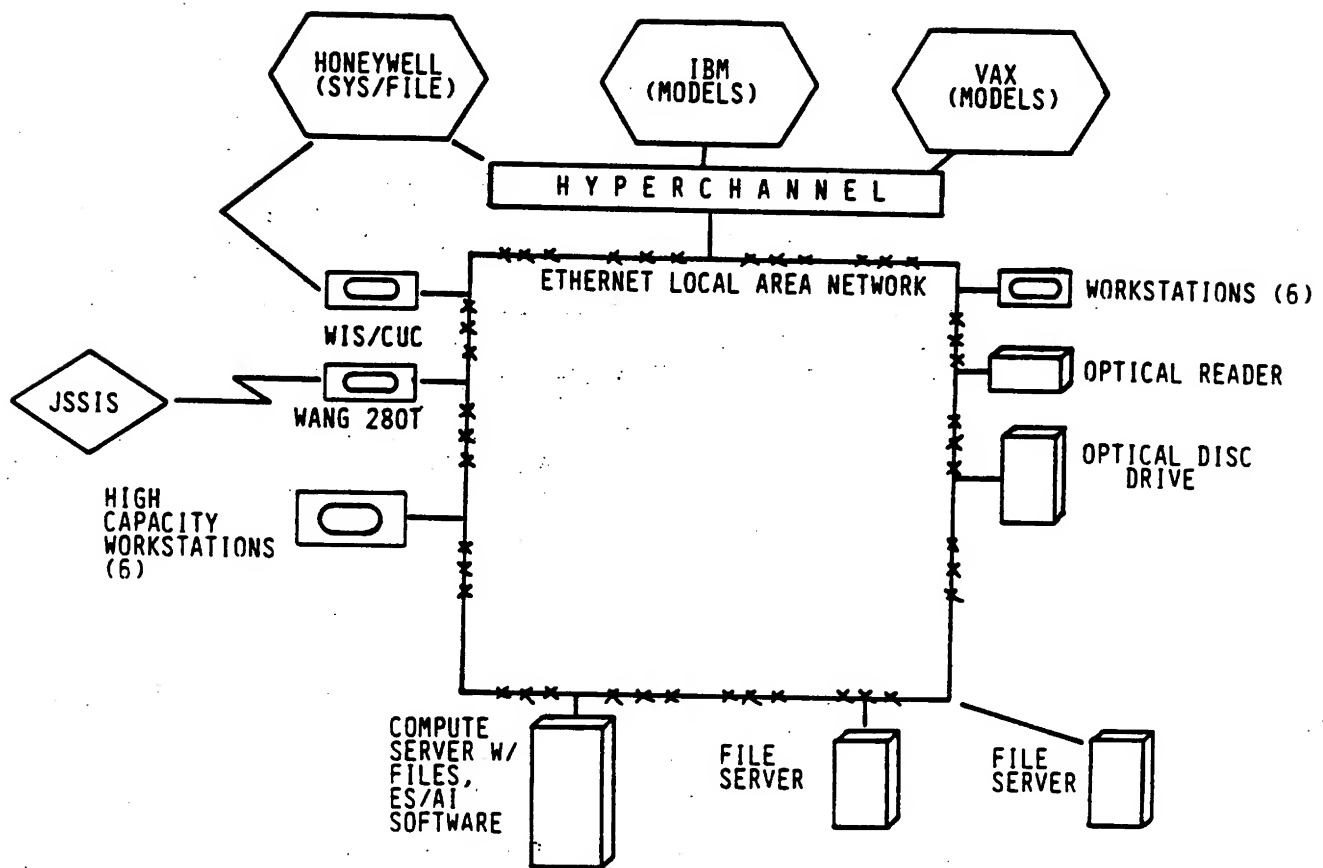 HONEYWELL
(SYS/FILE)
IBM
(MODELS)
VAX
(MODELS)
HYPERCHANNEL
ETHERNET LOCAL AREA NETWORK
WIS/CUC
WORKSTATIONS (6)
JSSIS
WANG 280T
OPTICAL READER
OPTICAL DISC
DRIVE
HIGH
CAPACITY
WORKSTATIONS
(6)
COMPUTE
SERVER W/
FILES,
ES/AI
SOFTWARE
FILE
SERVER
FILE
SERVER